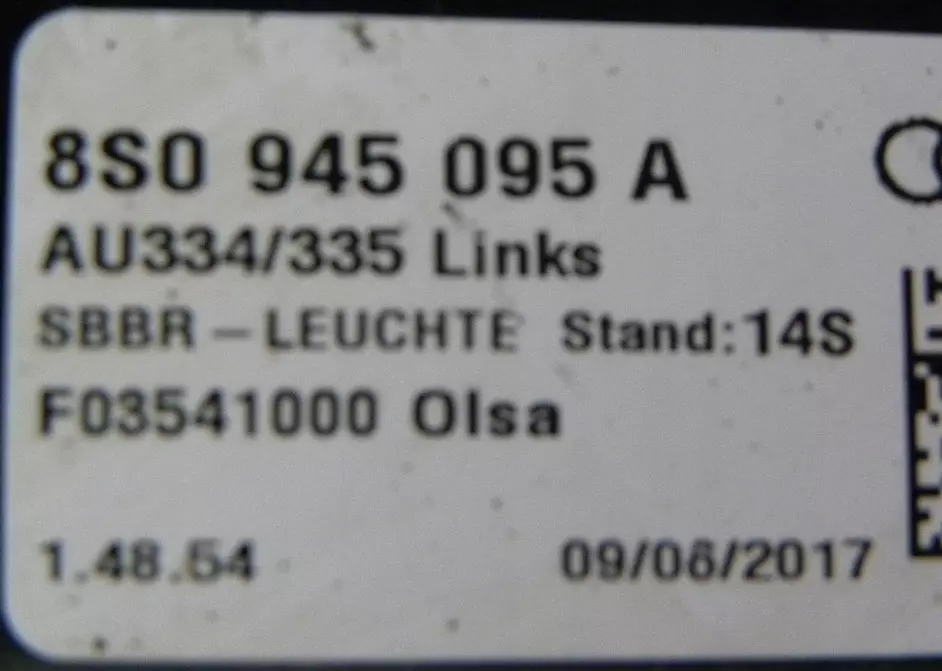 8S0 945 095 A
AU334/335 Links
SBBR – LEUCHTE Stand:14S
F03541000 Olsa
1.48.54 09/06/2017